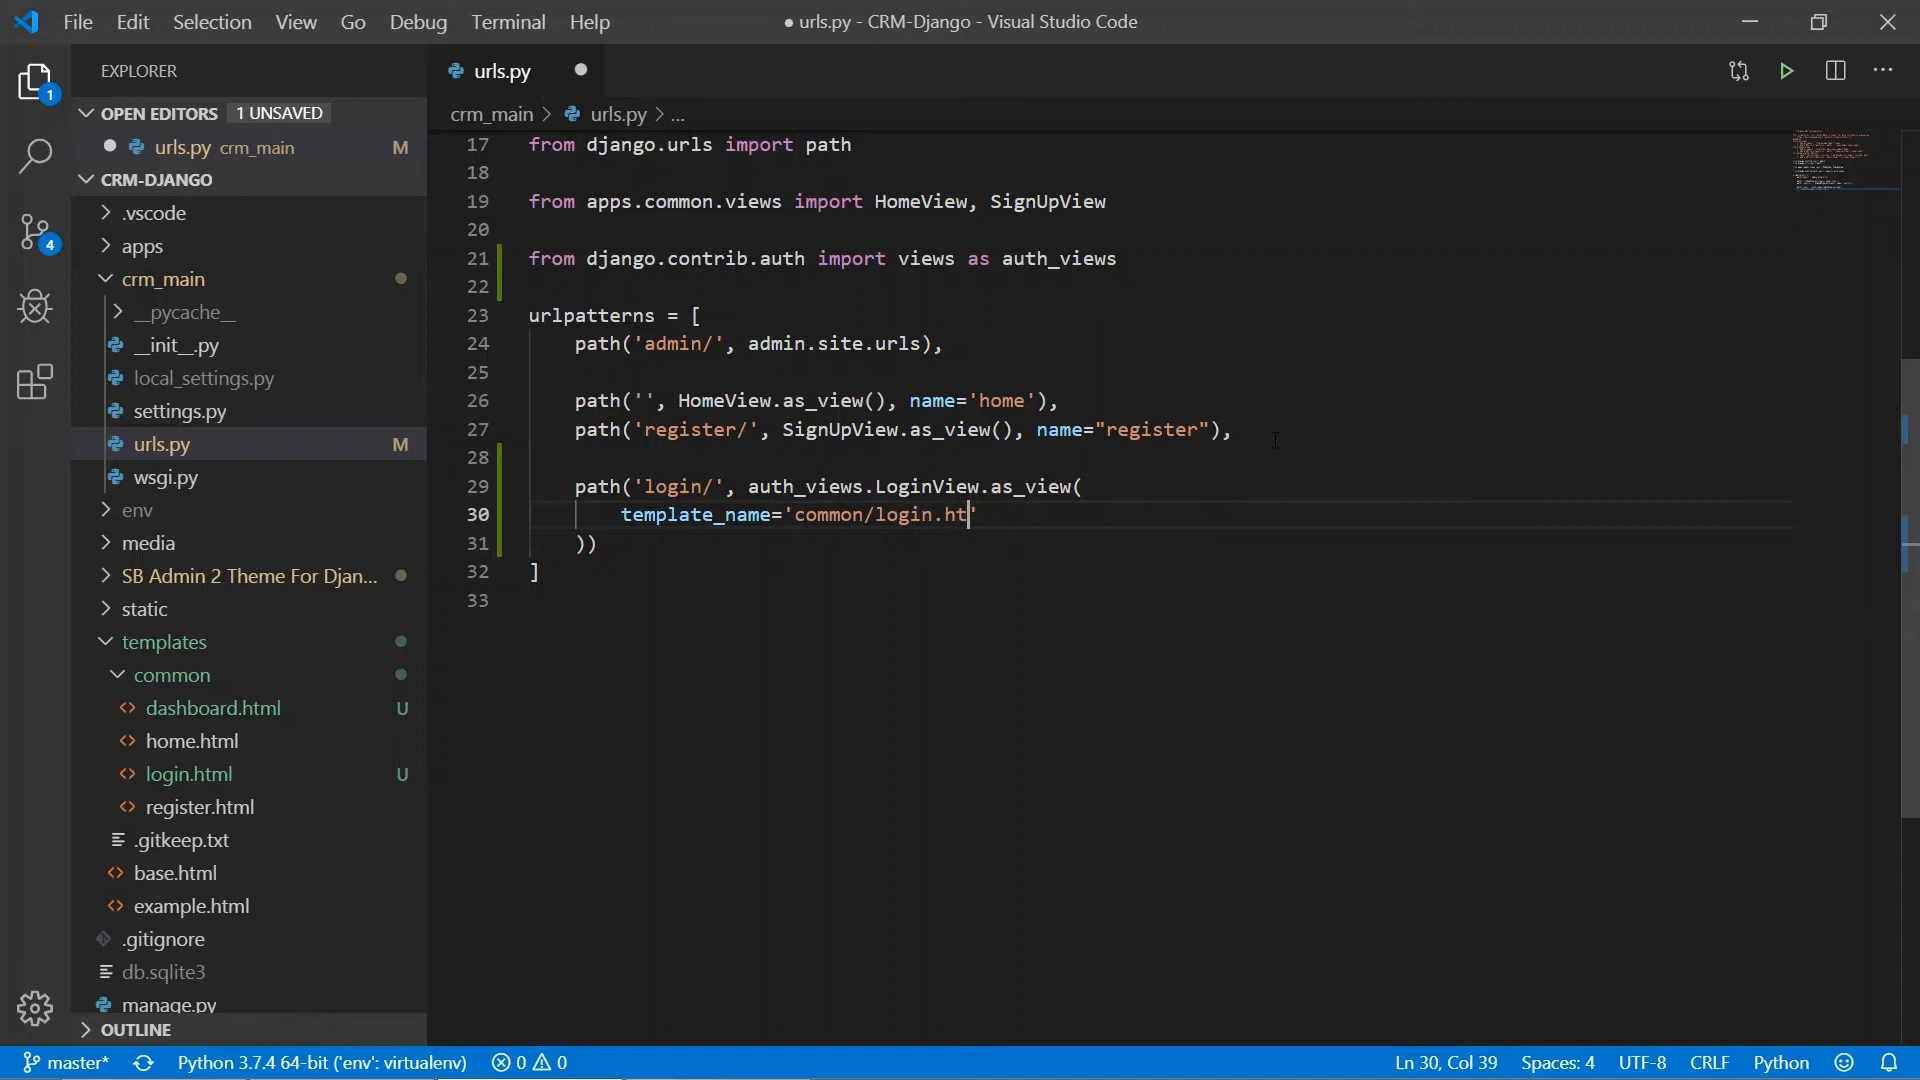 File Edit Selection View Go Debug Terminal Help ● urls.py - CRM-Django - Visual Studio Code
EXPLORER
urls.py
OPEN EDITORS 1 UNSAVED
urls.py crm_main M
CRM-DJANGO
.vscode
apps
crm_main
__pycache__
__init__.py
local_settings.py
settings.py
urls.py M
wsgi.py
env
media
SB Admin 2 Theme For Djan...
static
templates
common
dashboard.html U
home.html
login.html U
register.html
.gitkeep.txt
base.html
example.html
.gitignore
db.sqlite3
manage.py
OUTLINE
1
4
crm_main > urls.py > ...
17 from django.urls import path
18
19 from apps.common.views import HomeView, SignUpView
20
21 from django.contrib.auth import views as auth_views
22
23 urlpatterns = [
24 path('admin/', admin.site.urls),
25
26 path('', HomeView.as_view(), name='home'),
27 path('register/', SignUpView.as_view(), name="register"),
28
29 path('login/', auth_views.LoginView.as_view(
30 template_name='common/login.ht'
31 ))
32 ]
33
master* Python 3.7.4 64-bit ('env': virtualenv) 0 0 Ln 30, Col 39 Spaces: 4 UTF-8 CRLF Python